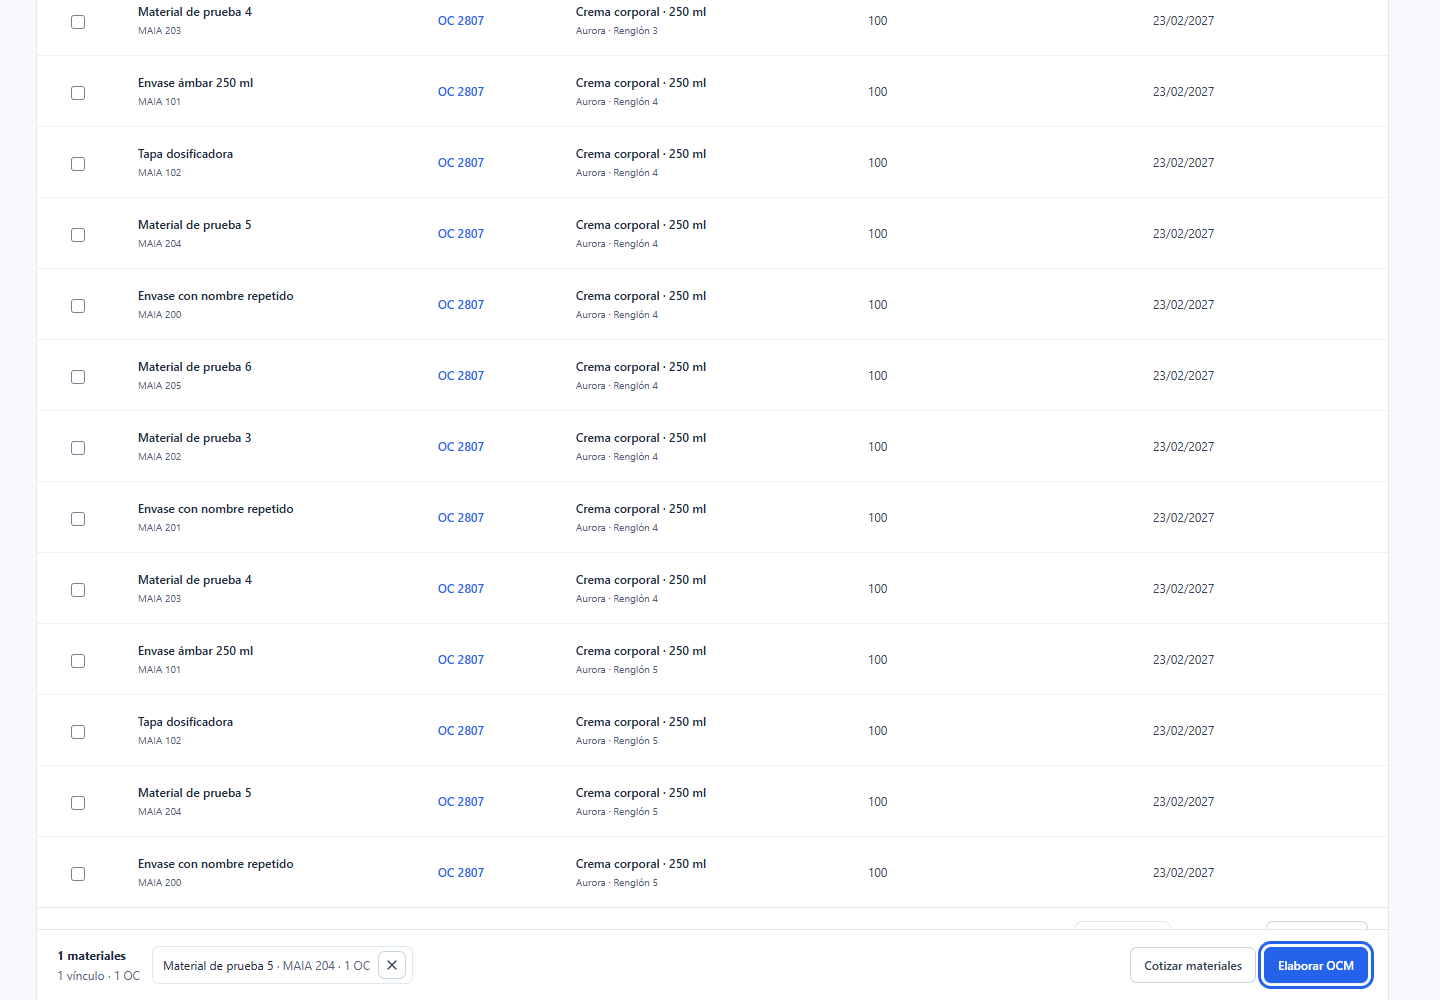 Material de prueba 4
MAIA 203
OC 2807
Crema corporal · 250 ml
Aurora · Renglón 3
100
23/02/2027
Envase ámbar 250 ml
MAIA 101
OC 2807
Crema corporal · 250 ml
Aurora · Renglón 4
100
23/02/2027
Tapa dosificadora
MAIA 102
OC 2807
Crema corporal · 250 ml
Aurora · Renglón 4
100
23/02/2027
Material de prueba 5
MAIA 204
OC 2807
Crema corporal · 250 ml
Aurora · Renglón 4
100
23/02/2027
Envase con nombre repetido
MAIA 200
OC 2807
Crema corporal · 250 ml
Aurora · Renglón 4
100
23/02/2027
Material de prueba 6
MAIA 205
OC 2807
Crema corporal · 250 ml
Aurora · Renglón 4
100
23/02/2027
Material de prueba 3
MAIA 202
OC 2807
Crema corporal · 250 ml
Aurora · Renglón 4
100
23/02/2027
Envase con nombre repetido
MAIA 201
OC 2807
Crema corporal · 250 ml
Aurora · Renglón 4
100
23/02/2027
Material de prueba 4
MAIA 203
OC 2807
Crema corporal · 250 ml
Aurora · Renglón 4
100
23/02/2027
Envase ámbar 250 ml
MAIA 101
OC 2807
Crema corporal · 250 ml
Aurora · Renglón 5
100
23/02/2027
Tapa dosificadora
MAIA 102
OC 2807
Crema corporal · 250 ml
Aurora · Renglón 5
100
23/02/2027
Material de prueba 5
MAIA 204
OC 2807
Crema corporal · 250 ml
Aurora · Renglón 5
100
23/02/2027
Envase con nombre repetido
MAIA 200
OC 2807
Crema corporal · 250 ml
Aurora · Renglón 5
100
23/02/2027
1 materiales
1 vínculo · 1 OC
Material de prueba 5 · MAIA 204 · 1 OC
Cotizar materiales
Elaborar OCM